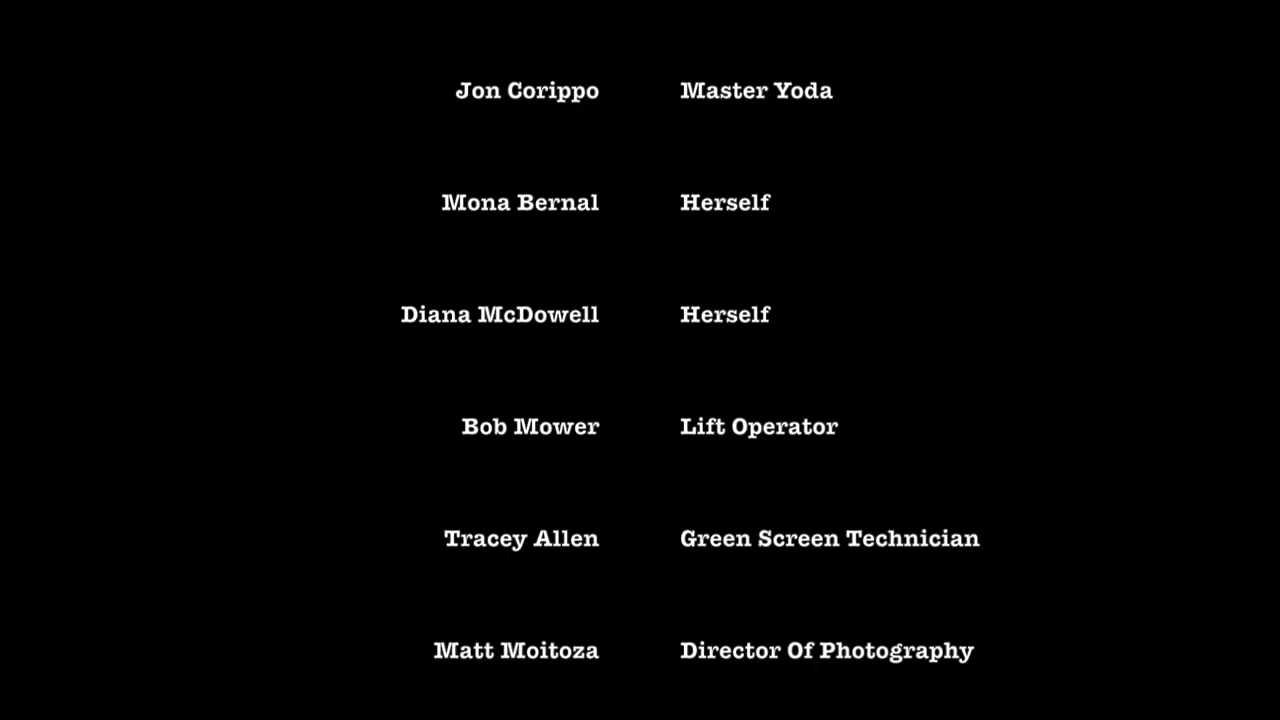 Jon Corippo Master Yoda
Mona Bernal Herself
Diana McDowell Herself
Bob Mower Lift Operator
Tracey Allen Green Screen Technician
Matt Moitoza Director Of Photography